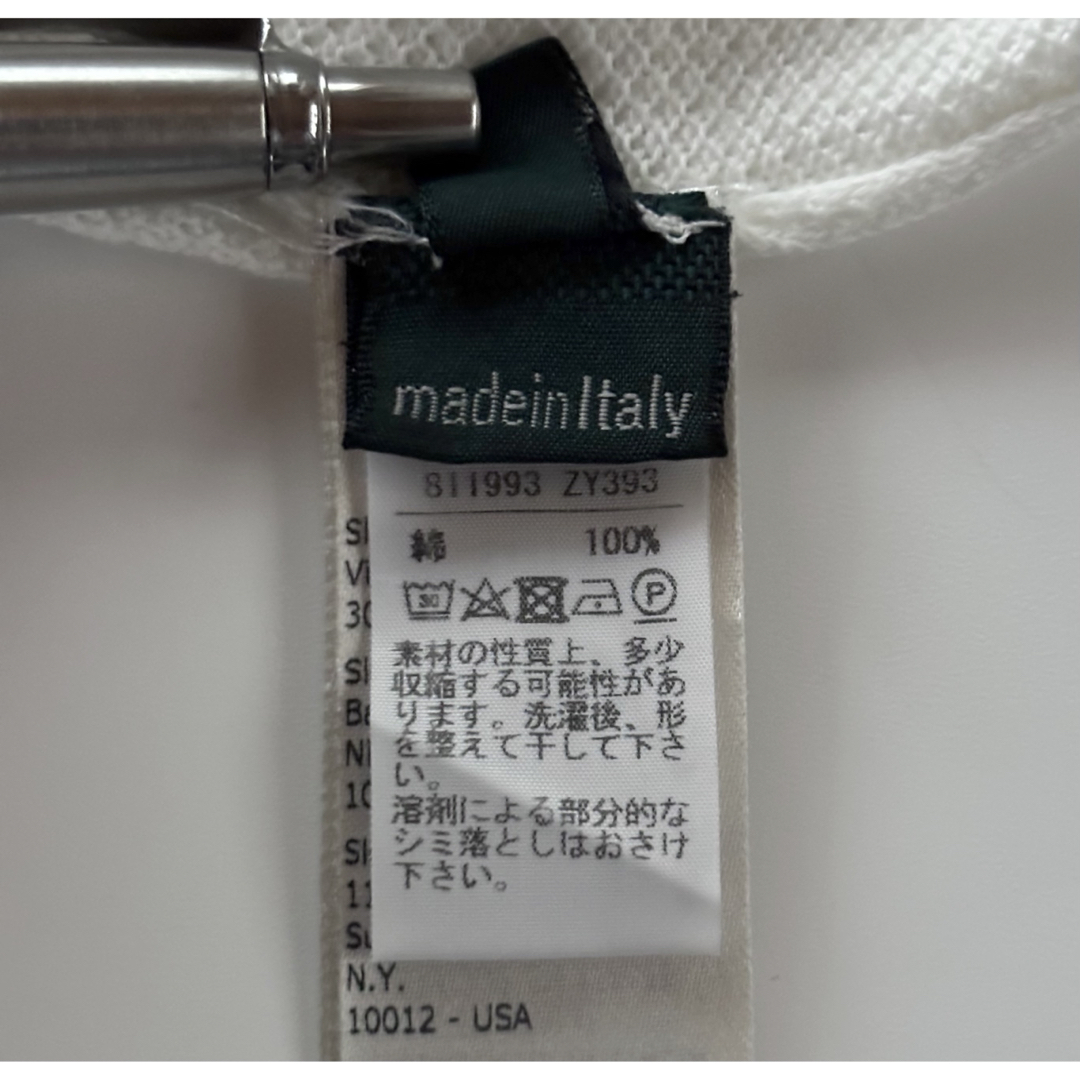 madeinItaly
811993 ZY393
綿 100%
30 P
素材の性質上、多少
収縮する可能性があ
ります。洗濯後、形
を整えて干して下さ
い。
溶剤による部分的な
シミ落としはおさけ
下さい。
N.Y.
10012 - USA